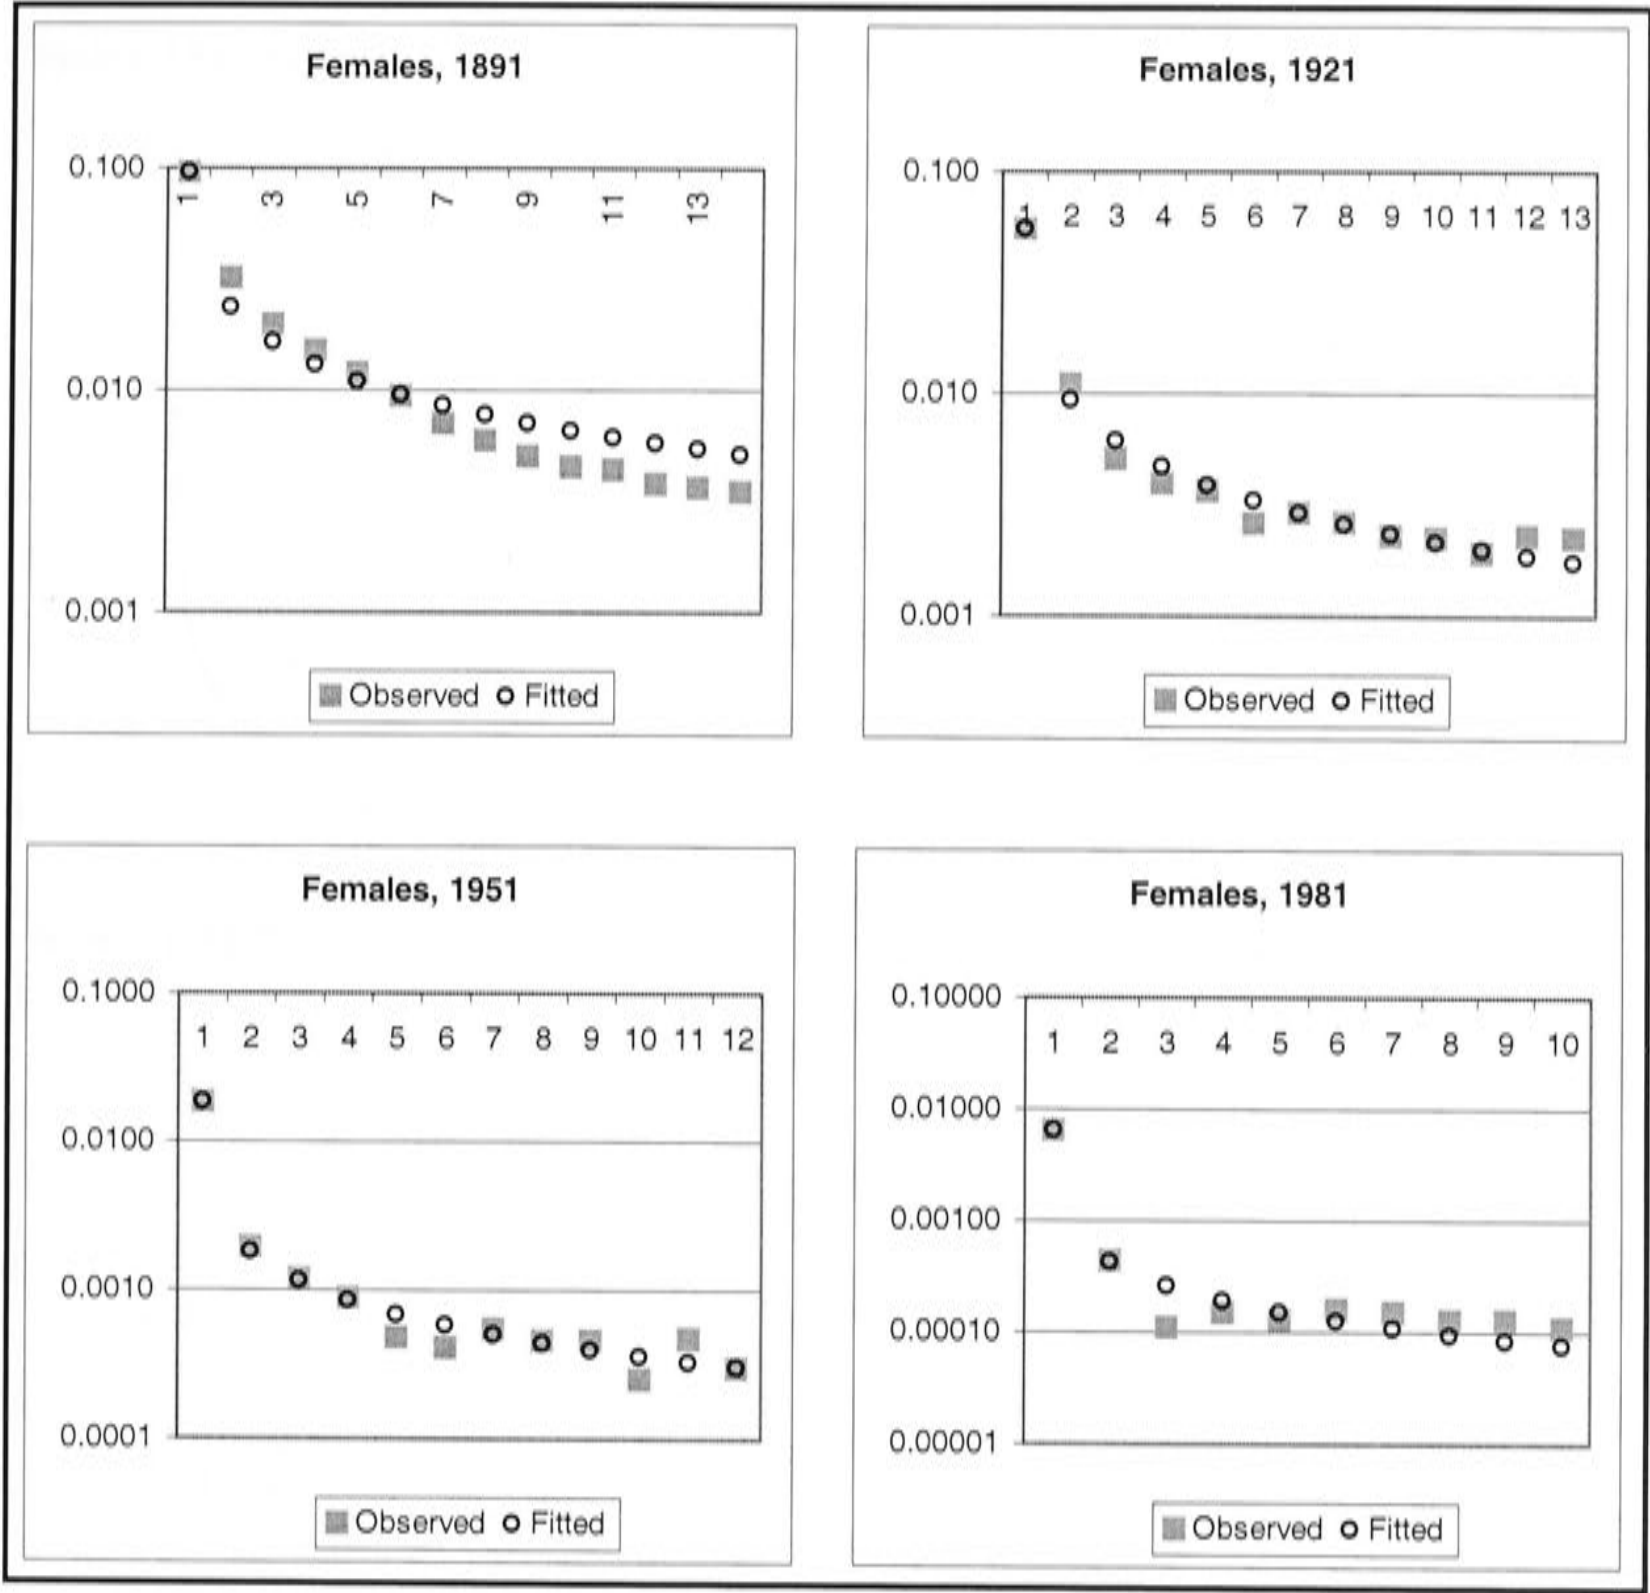 Females, 1891
0.100
1 3 5 7 9 11 13
0.010
0.001
Observed Fitted
Females, 1921
0.100
1 2 3 4 5 6 7 8 9 10 11 12 13
0.010
0.001
Observed Fitted
Females, 1951
0.1000
1 2 3 4 5 6 7 8 9 10 11 12
0.0100
0.0010
0.0001
Observed Fitted
Females, 1981
0.10000
1 2 3 4 5 6 7 8 9 10
0.01000
0.00100
0.00010
0.00001
Observed Fitted